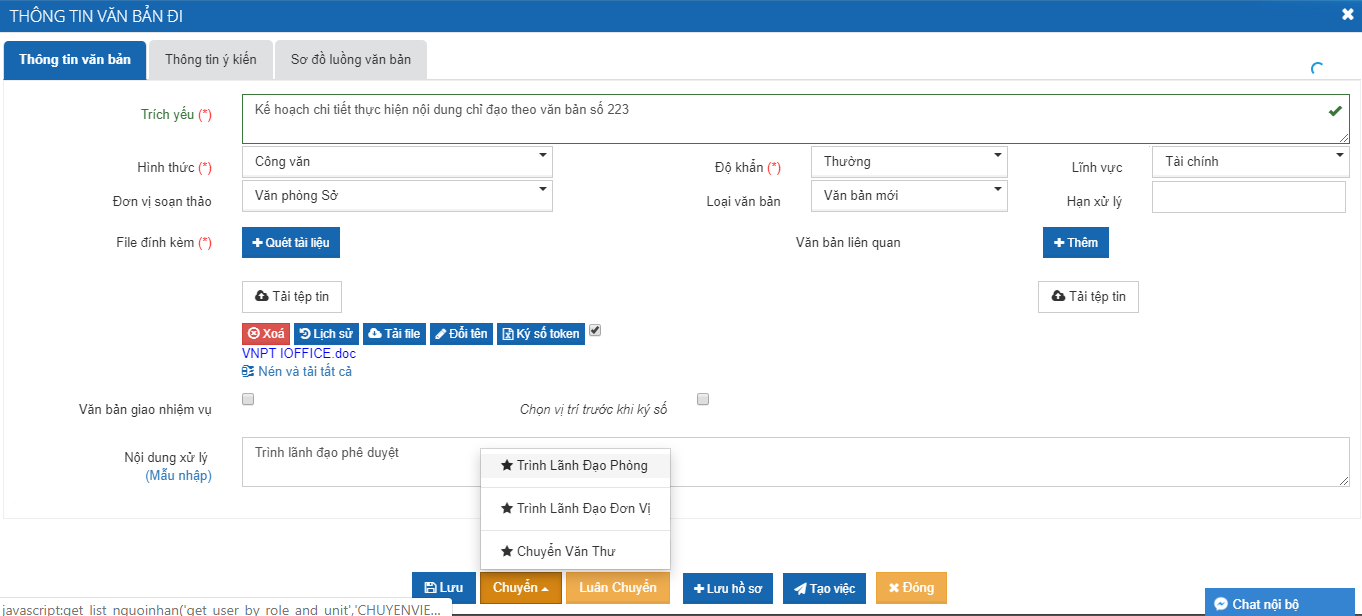 THÔNG TIN VĂN BẢN ĐI
Thông tin văn bản
Thông tin ý kiến
Sơ đồ luồng văn bản
Trích yếu (*)
Kế hoạch chi tiết thực hiện nội dung chỉ đạo theo văn bản số 223
Hình thức (*)
Công văn
Độ khẩn (*)
Thường
Lĩnh vực
Tài chính
Đơn vị soạn thảo
Văn phòng Sở
Loại văn bản
Văn bản mới
Hạn xử lý
File đính kèm (*)
Quét tài liệu
Văn bản liên quan
Thêm
Tải tệp tin
Tải tệp tin
Xoá
Lịch sử
Tải file
Đổi tên
Ký số token
VNPT IOFFICE.doc
Nén và tải tất cả
Văn bản giao nhiệm vụ
Chọn vị trí trước khi ký số
Nội dung xử lý
(Mẫu nhập)
Trình lãnh đạo phê duyệt
Trình Lãnh Đạo Phòng
Trình Lãnh Đạo Đơn Vị
Chuyển Văn Thư
Lưu
Chuyển
Luân Chuyển
Lưu hồ sơ
Tạo việc
Đóng
javascript:get_list_nguoinhan('get_user_by_role_and_unit','CHUYENVIE...
Chat nội bộ